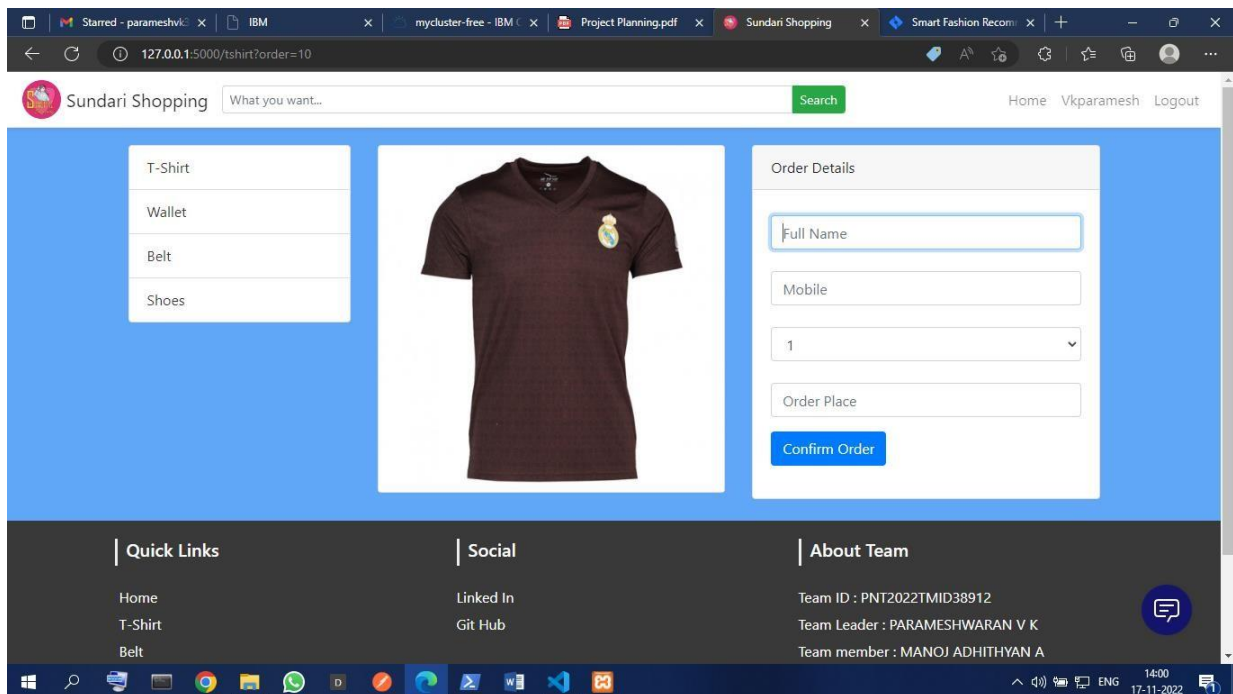 Starred - parameshvk3
IBM
mycluster-free - IBM C
Project Planning.pdf
Sundari Shopping
Smart Fashion Recom
127.0.0.1:5000/tshirt?order=10
Sundari Shopping
What you want...
Search
Home
Vkparamesh
Logout
T-Shirt
Wallet
Belt
Shoes
Order Details
Full Name
Mobile
1
Order Place
Confirm Order
Quick Links
Home
T-Shirt
Belt
Social
Linked In
Git Hub
About Team
Team ID : PNT2022TMID38912
Team Leader : PARAMESHWARAN V K
Team member : MANOJ ADHITHYAN A
ENG
14:00
17-11-2022